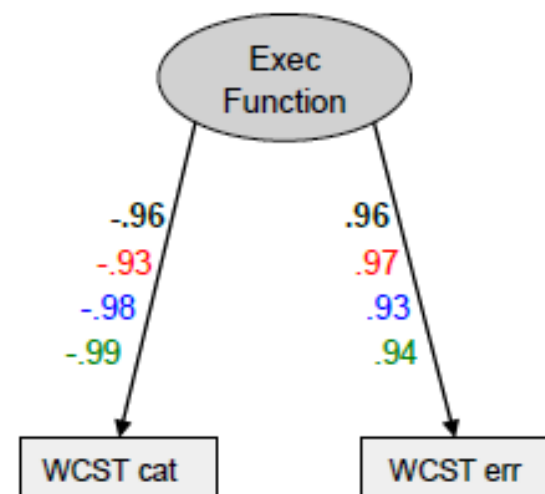 Exec
Function
-.96 .96
-.93 .97
-.98 .93
-.99 .94
WCST cat WCST err